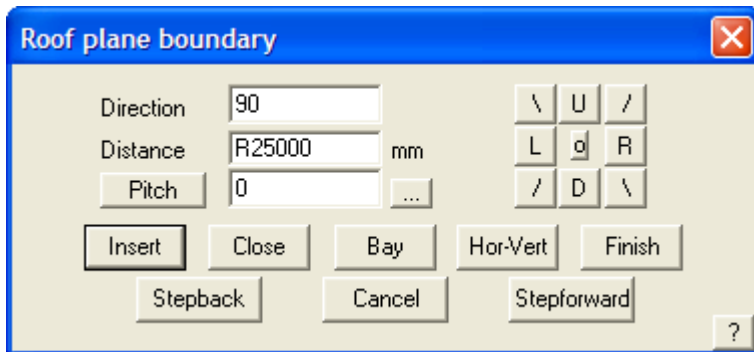 Roof plane boundary
Direction 90 \ U /
Distance R25000 mm L o R
Pitch 0 ... / D \
Insert Close Bay Hor-Vert Finish
Stepback Cancel Stepforward
?